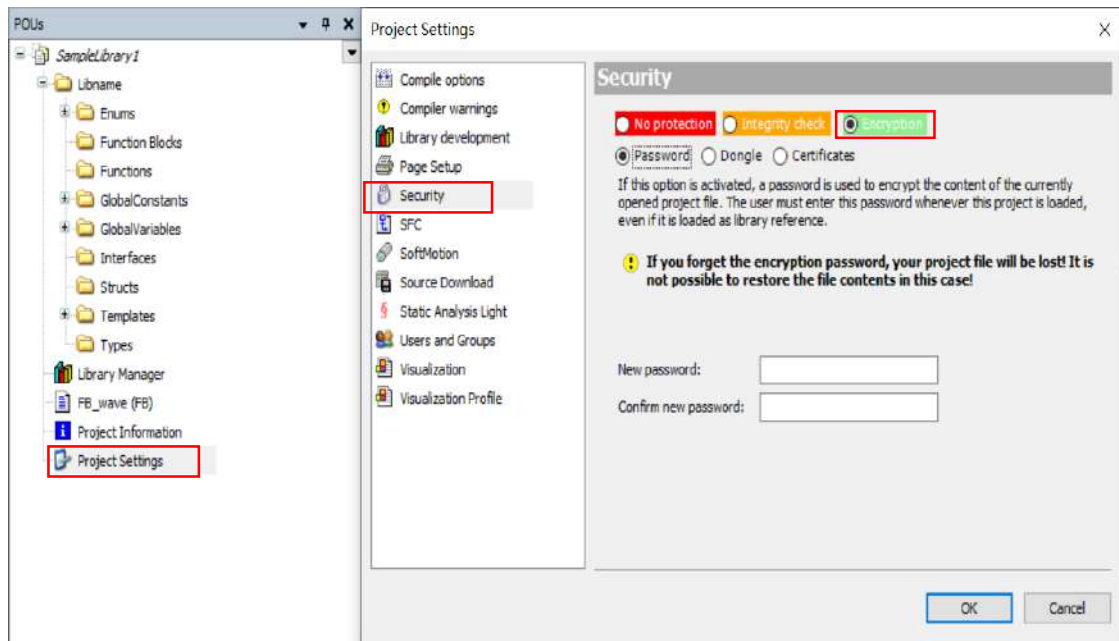 POUs
SampleLibrary1
Libname
Enums
Function Blocks
Functions
GlobalConstants
GlobalVariables
Interfaces
Structs
Templates
Types
Library Manager
FB_wave (FB)
Project Information
Project Settings
Project Settings
Compile options
Compiler warnings
Library development
Page Setup
Security
SFC
SoftMotion
Source Download
Static Analysis Light
Users and Groups
Visualization
Visualization Profile
Security
No protection Integrity check Encryption
Password Dongle Certificates
If this option is activated, a password is used to encrypt the content of the currently
opened project file. The user must enter this password whenever this project is loaded,
even if it is loaded as library reference.
If you forget the encryption password, your project file will be lost! It is
not possible to restore the file contents in this case!
New password:
Confirm new password:
OK Cancel